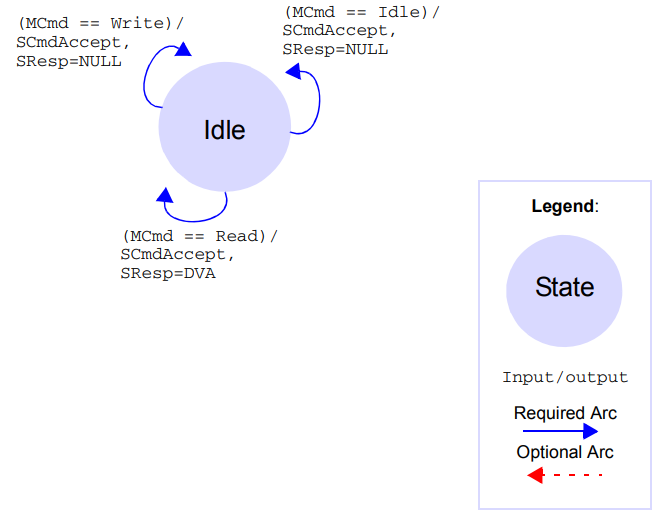 (MCmd == Write)/
SCmdAccept,
SResp=NULL
(MCmd == Idle)/
SCmdAccept,
SResp=NULL
Idle
(MCmd == Read)/
SCmdAccept,
SResp=DVA
Legend:
State
Input/output
Required Arc
Optional Arc